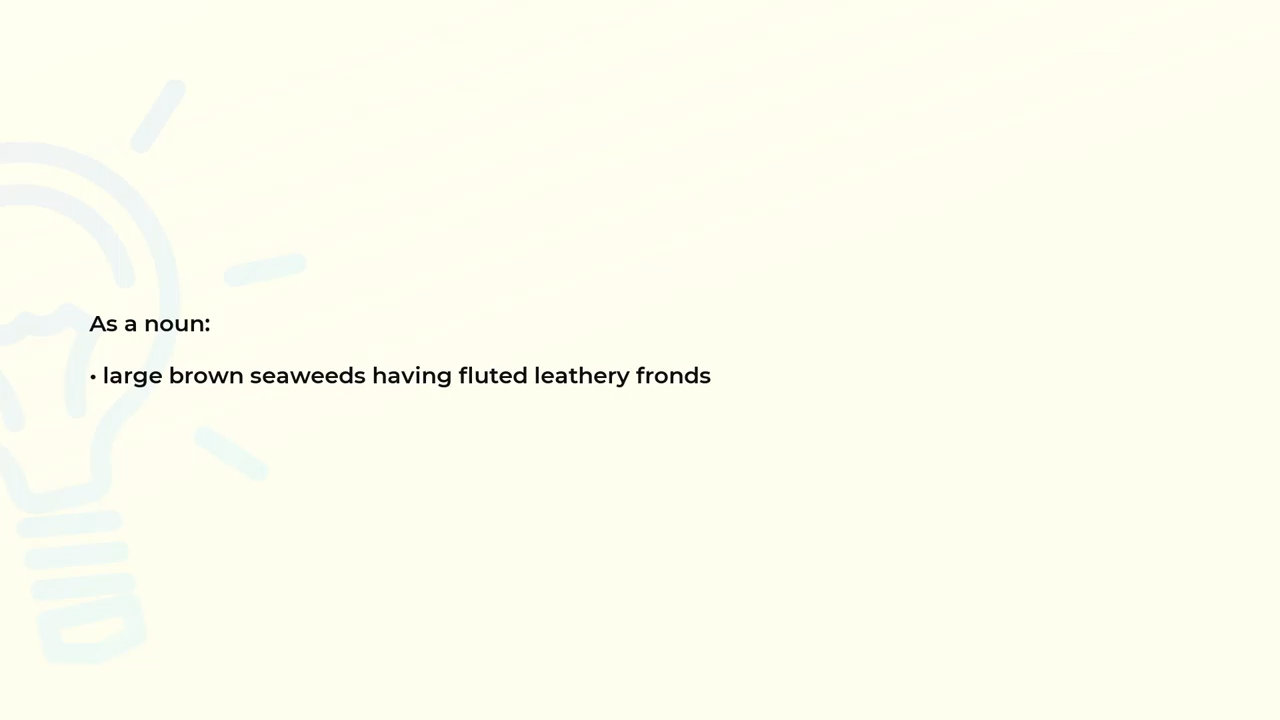 As a noun:
• large brown seaweeds having fluted leathery fronds